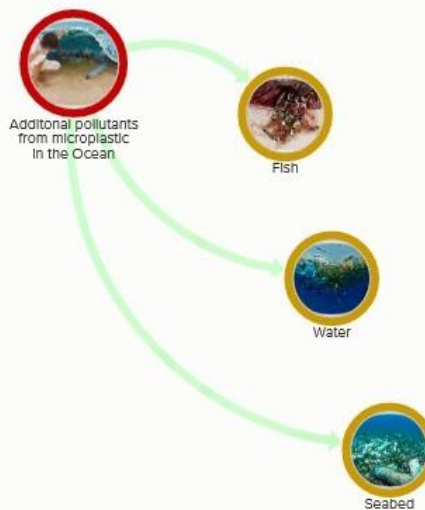 Additonal pollutants
from microplastic
in the Ocean
Fish
Water
Seabed